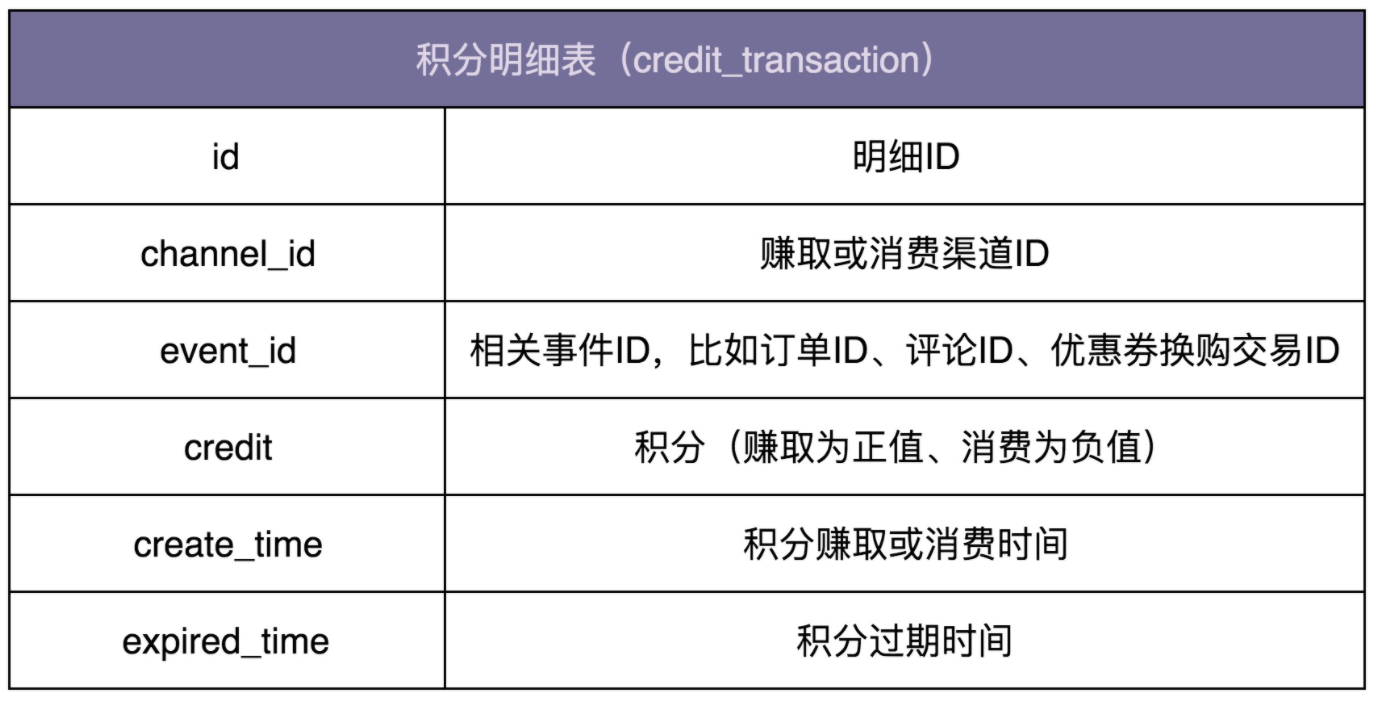 积分明细表（credit_transaction）
id
明细ID
channel_id
赚取或消费渠道ID
event_id
相关事件ID，比如订单ID、评论ID、优惠券换购交易ID
credit
积分（赚取为正值、消费为负值）
create_time
积分赚取或消费时间
expired_time
积分过期时间